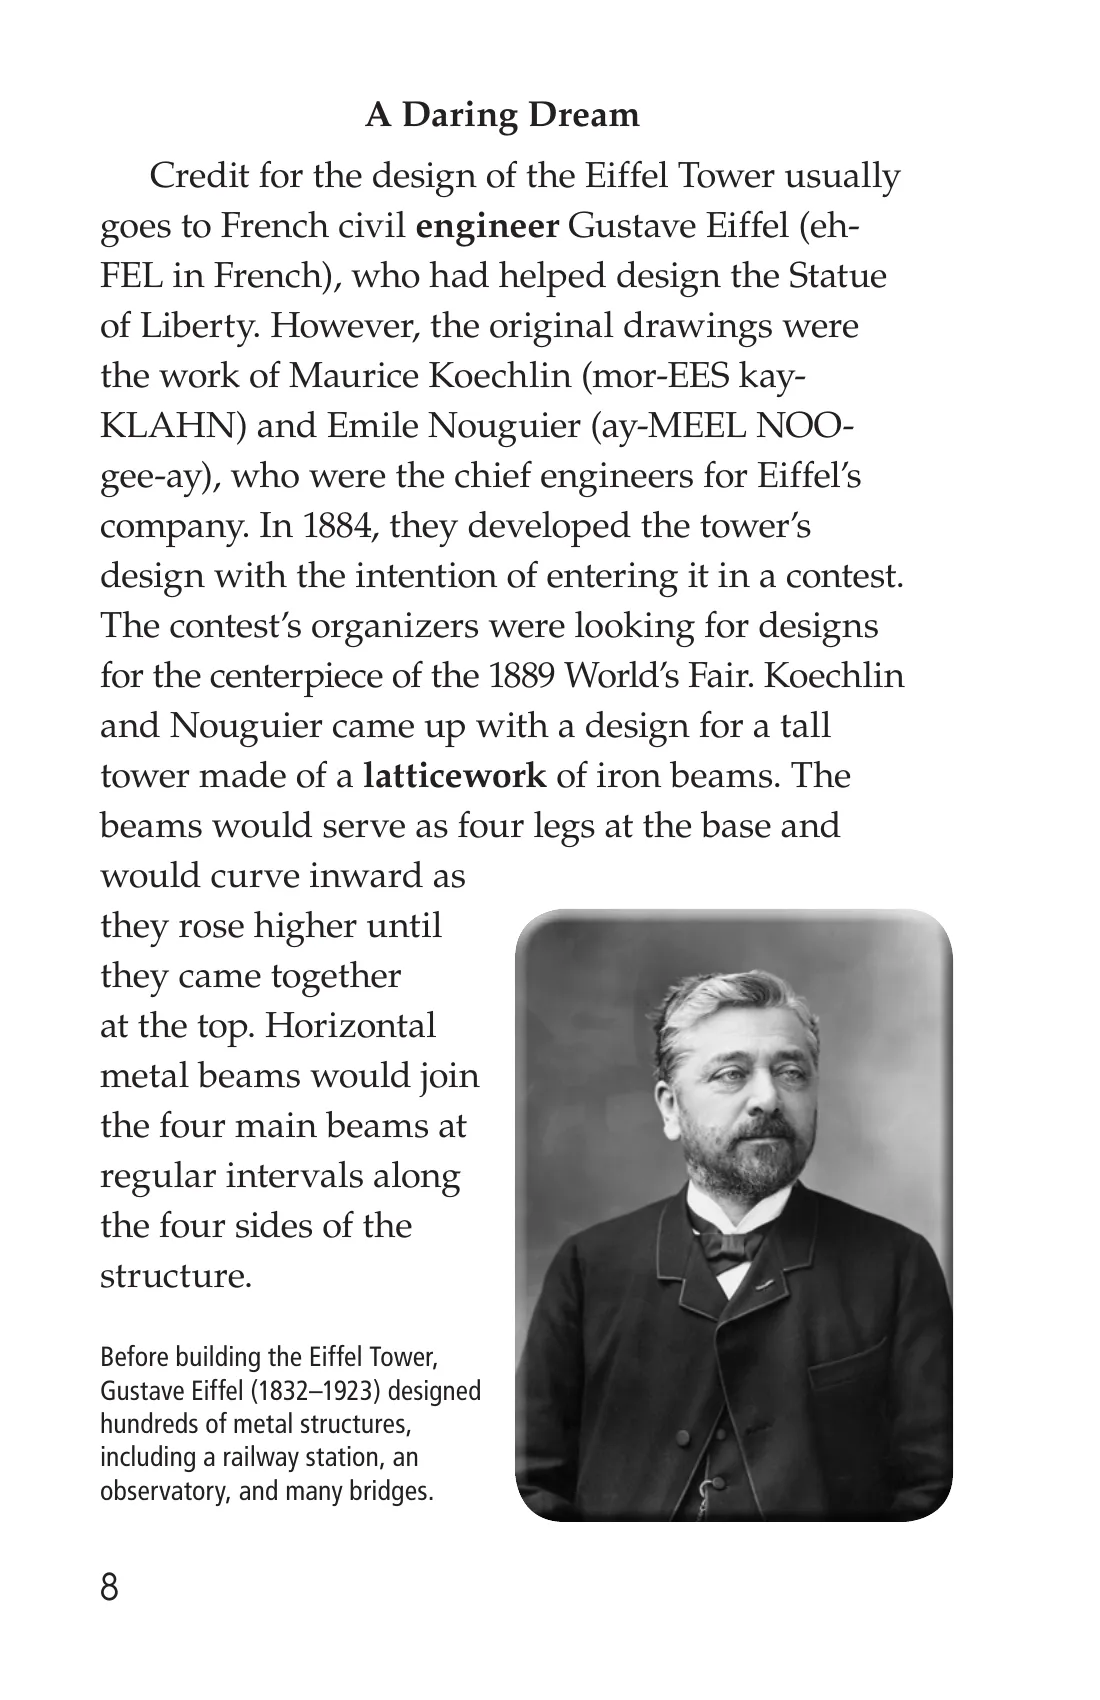 A Daring Dream
Credit for the design of the Eiffel Tower usually
goes to French civil engineer Gustave Eiffel (eh-
FEL in French), who had helped design the Statue
of Liberty. However, the original drawings were
the work of Maurice Koechlin (mor-EES kay-
KLAHN) and Emile Nouguier (ay-MEEL NOO-
gee-ay), who were the chief engineers for Eiffel’s
company. In 1884, they developed the tower’s
design with the intention of entering it in a contest.
The contest’s organizers were looking for designs
for the centerpiece of the 1889 World’s Fair. Koechlin
and Nouguier came up with a design for a tall
tower made of a latticework of iron beams. The
beams would serve as four legs at the base and
would curve inward as
they rose higher until
they came together
at the top. Horizontal
metal beams would join
the four main beams at
regular intervals along
the four sides of the
structure.
Before building the Eiffel Tower,
Gustave Eiffel (1832–1923) designed
hundreds of metal structures,
including a railway station, an
observatory, and many bridges.
8